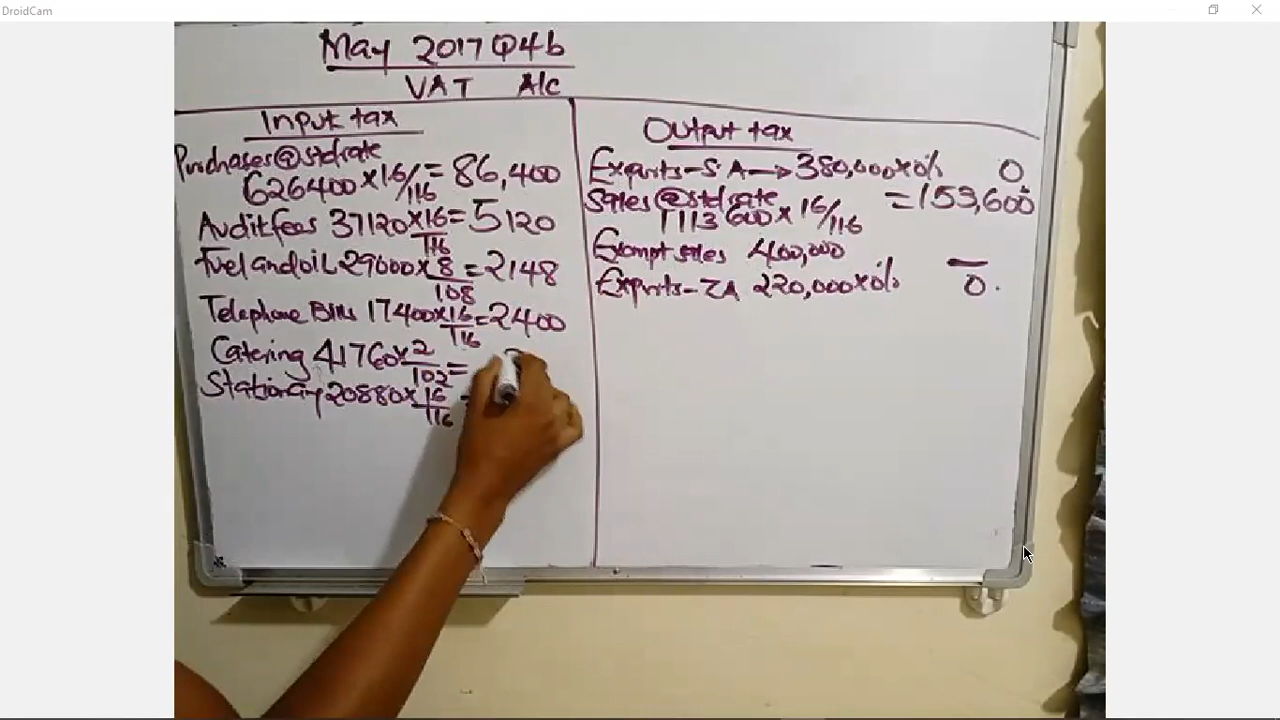 DroidCam
May 2017 Q4b
VAT A/c
Input tax
Purchases@stdrate
626400 × 16/116 = 86,400
Audit fees 37120 × 16/116 = 5120
Fuel and oil 29000 × 8/108 = 2148
Telephone Bills 17400 × 16/116 = 2400
Catering 41760 × 2/102 =
Stationary 20880 × 16/116
Output tax
Exports - S.A → 380,000 × 0% 0
Sales @ std rate = 153,600
1113 600 × 16/116
Exempt sales 400,000 —
Exports - ZA 220,000 × 0% 0.